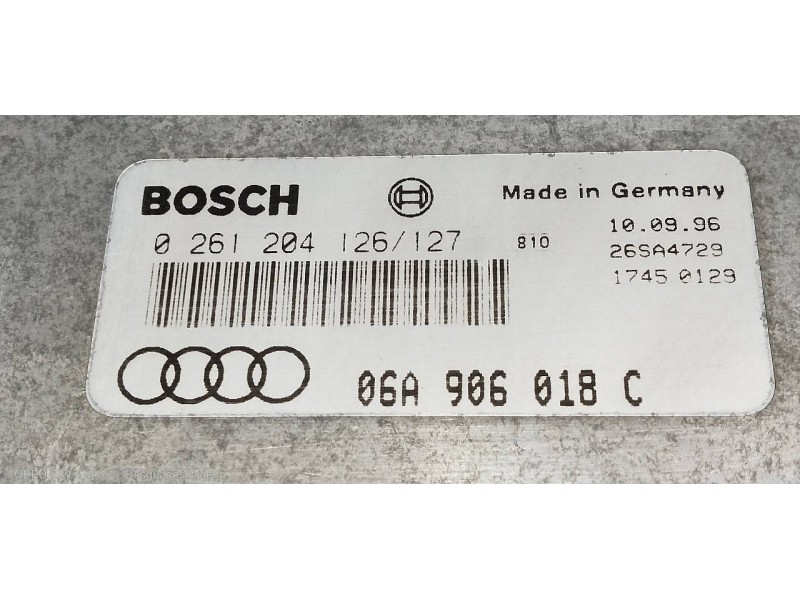 BOSCH
Made in Germany
0 261 204 126/127
810
10.09.96
26SA4729
1745 0129
06A 906 018 C